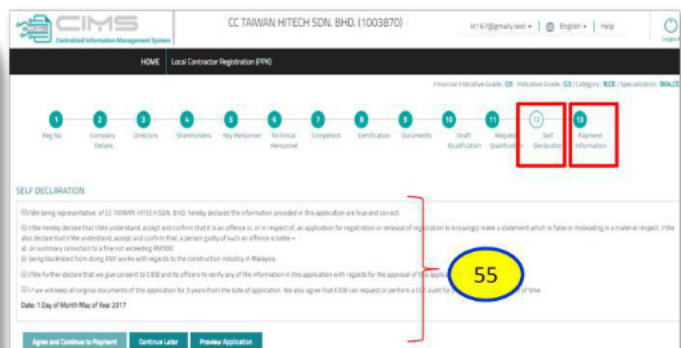 CIMS
Centralized Information Management System
CC TAIWAN HITECH SDN. BHD. (1003870)
English
Help
Logout
HOME
Local Contractor Registration (PPK)
Financial Indicative Grade: G5 Indicative Grade: G3 | Category : B,CE | Specialization :
1 2 3 4 5 6 7 8 9 10 11 12 13
Reg No
Company Details
Directors
Shareholders
Key Personnel
Technical Personnel
Competent
Certification
Documents
Draft Qualification
Request Qualification
Self Declaration
Payment Information
SELF DECLARATION
I/We being representative, of CC TAIWAN HITECH SDN. BHD. hereby declares the information provided in this application are true and correct.
I/We hereby declare that I/We understand, accept and confirm that it is an offence in, or in respect of, an application for registration or renewal of registration to knowingly make a statement which is false or misleading in a material respect. I/We
also declare that I/We understand, accept and confirm that, a person guilty of such an offence is liable –
a) on summary conviction to a fine not exceeding RM500
b) being blacklisted from doing ANY works with regards to the construction industry in Malaysia
I/We further declare that we give consent to CIDB and its officers to verify any of the information in this application with regards for the approval of this
we will keep all original documents of this application for 3 years from the date of application. We also agree that CIDB can request or perform a audit for of time
Date: 1 Day of Month May of Year 2017
55
Agree and Continue to Payment
Continue Later
Preview Application